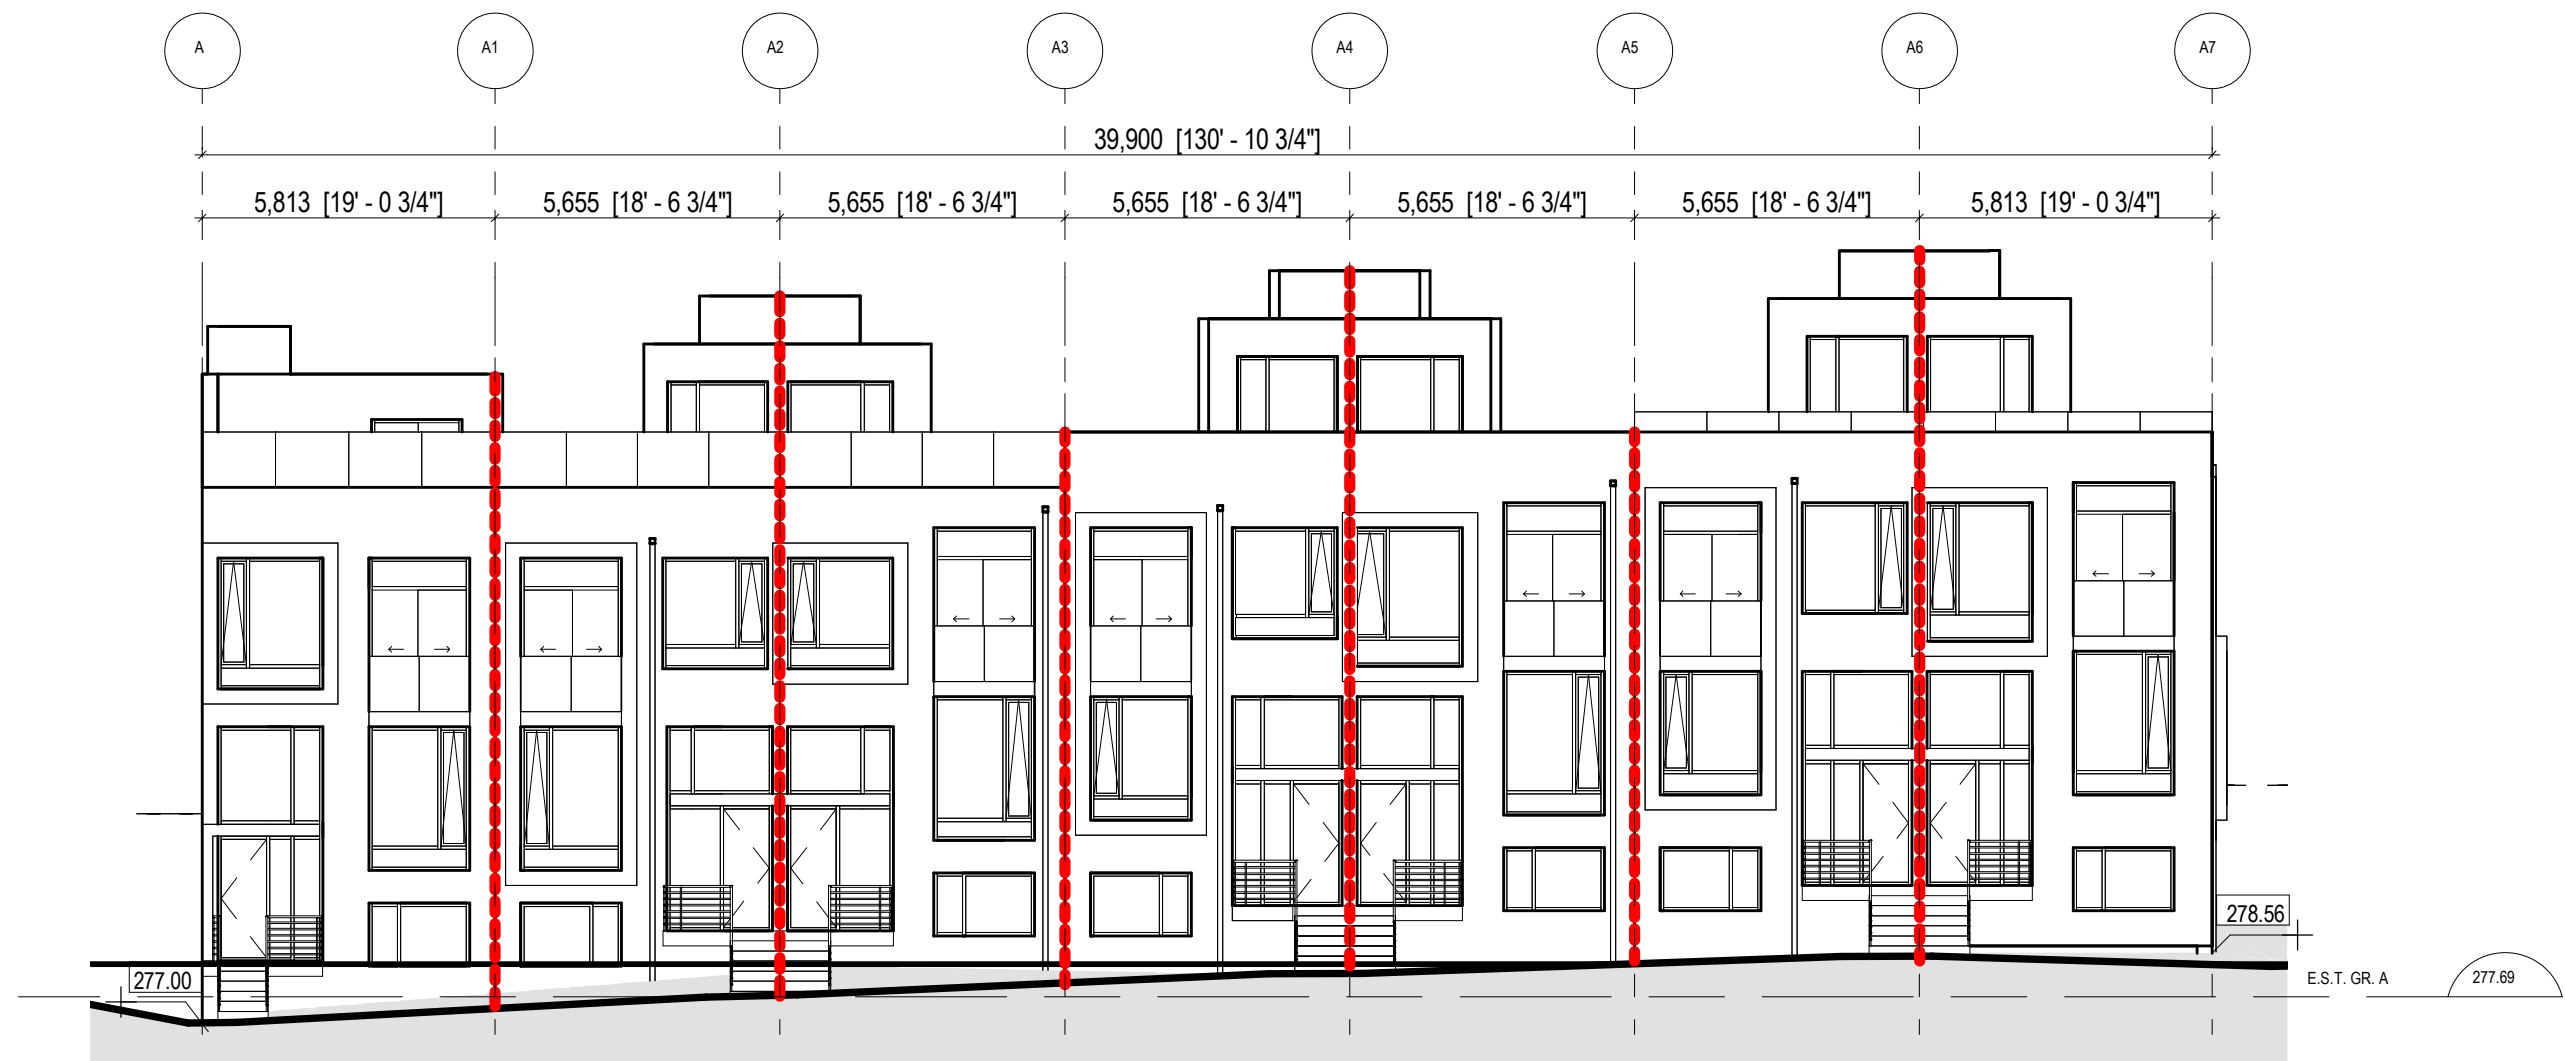 A A1 A2 A3 A4 A5 A6 A7
39,900 [130' - 10 3/4"]
5,813 [19' - 0 3/4"] 5,655 [18' - 6 3/4"] 5,655 [18' - 6 3/4"] 5,655 [18' - 6 3/4"] 5,655 [18' - 6 3/4"] 5,655 [18' - 6 3/4"] 5,813 [19' - 0 3/4"]
278.56
277.00
E.S.T. GR. A 277.69